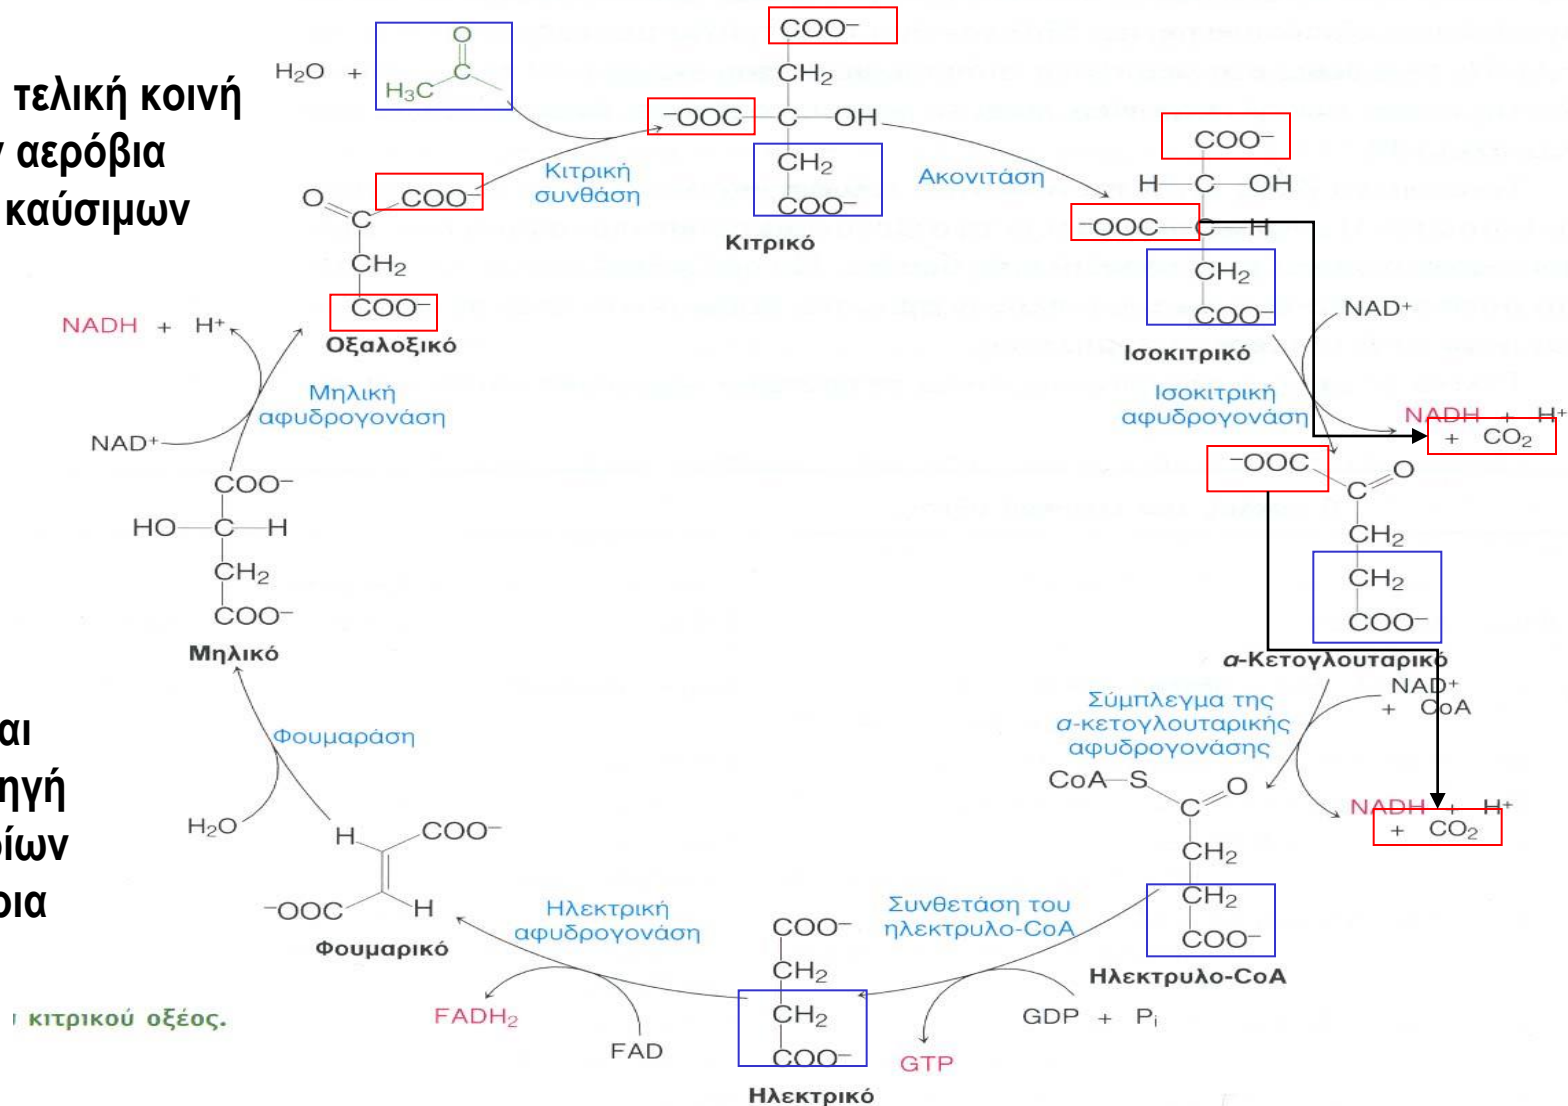 τελική κοινή
αερόβια
καύσιμων
H₂O +
O
C
H₃C
COO⁻
CH₂
⁻OOC—C—OH
CH₂
COO⁻
Κιτρικό
Κιτρική
συνθάση
Ακονιτάση
COO⁻
H C OH
⁻OOC C H
CH₂
COO⁻
Ισοκιτρικό
NAD⁺
Ισοκιτρική
αφυδρογονάση
NADH + H⁺
+ CO₂
⁻OOC
C O
CH₂
CH₂
COO⁻
α-Κετογλουταρικό
NAD⁺
+ CoA
Σύμπλεγμα της
α-κετογλουταρικής
αφυδρογονάσης
NADH + H⁺
+ CO₂
CoA—S
C O
CH₂
CH₂
COO⁻
Ηλεκτρυλο-CoA
Συνθετάση του
ηλεκτρυλο-CoA
GDP + Pᵢ
GTP
COO⁻
CH₂
CH₂
COO⁻
Ηλεκτρικό
Ηλεκτρική
αφυδρογονάση
FAD
FADH₂
H COO⁻
⁻OOC H
Φουμαρικό
Φουμαράση
H₂O
COO⁻
HO—C—H
CH₂
COO⁻
Μηλικό
Μηλική
αφυδρογονάση
NAD⁺
NADH + H⁺
O C COO⁻
CH₂
COO⁻
Οξαλοξικό
κιτρικού οξέος.